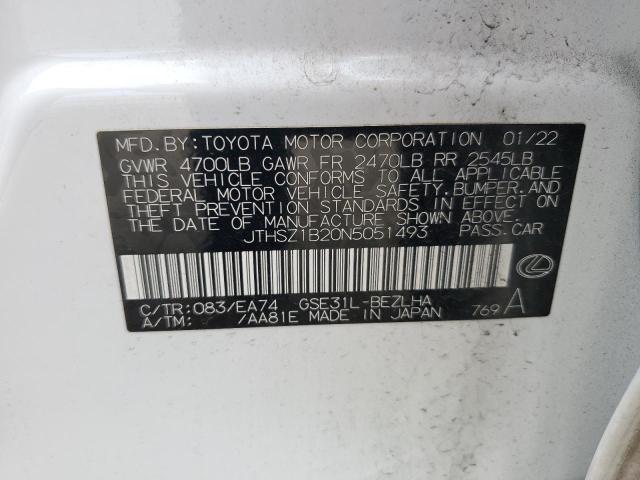 MFD.BY:TOYOTA MOTOR CORPORATION 01/22
GVWR 4700LB GAWR FR 2470LB RR 2545LB
THIS VEHICLE CONFORMS TO ALL APPLICABLE
FEDERAL MOTOR VEHICLE SAFETY, BUMPER, AND
THEFT PREVENTION STANDARDS IN EFFECT ON
THE DATE OF MANUFACTURE SHOWN ABOVE.
JTHSZ1B20N5051493 PASS.CAR
C/TR:083/EA74 GSE31L-BEZLHA
A/TM: /AA81E MADE IN JAPAN 769 A